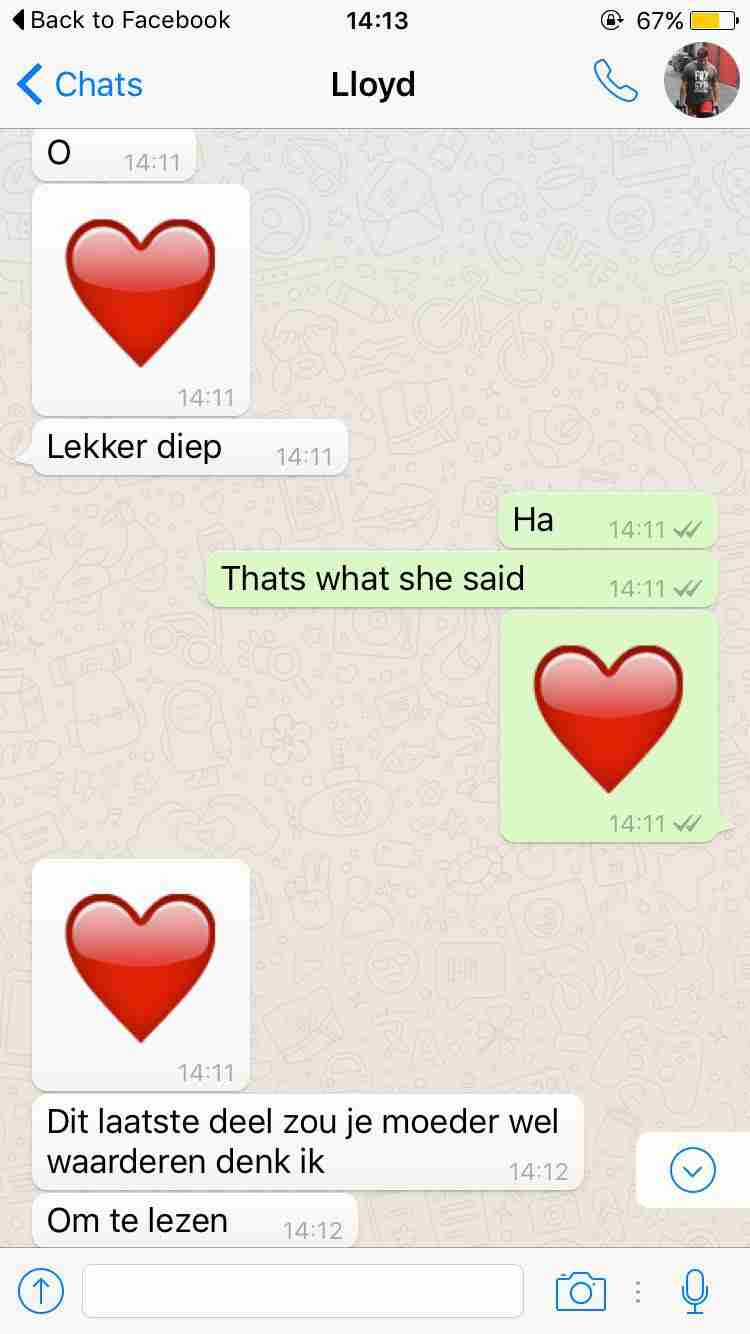 Back to Facebook 14:13 67%
Chats Lloyd
O 14:11
14:11
Lekker diep 14:11
Ha 14:11
Thats what she said 14:11
14:11
14:11
Dit laatste deel zou je moeder wel
waarderen denk ik 14:12
Om te lezen 14:12